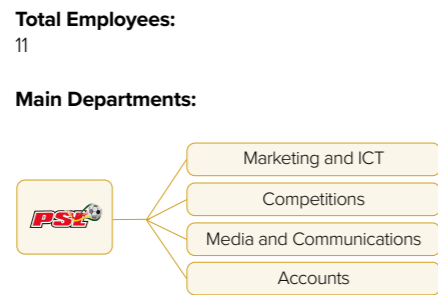 Total Employees:
11
Main Departments:
Marketing and ICT
PSL
Competitions
Media and Communications
Accounts